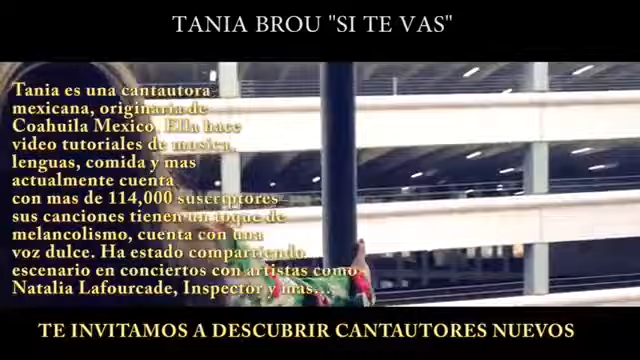 TANIA BROU "SI TE VAS"
Tania es una cantautora
mexicana, originaria de
Coahuila Mexico. Ella hace
video tutoriales de musica,
lenguas, comida y mas
actualmente cuenta
con mas de 114,000 suscriptores
sus canciones tienen un toque de
melancolismo, cuenta con una
voz dulce. Ha estado compartiendo
escenario en conciertos con artistas como
Natalia Lafourcade, Inspector y mas...
TE INVITAMOS A DESCUBRIR CANTAUTORES NUEVOS